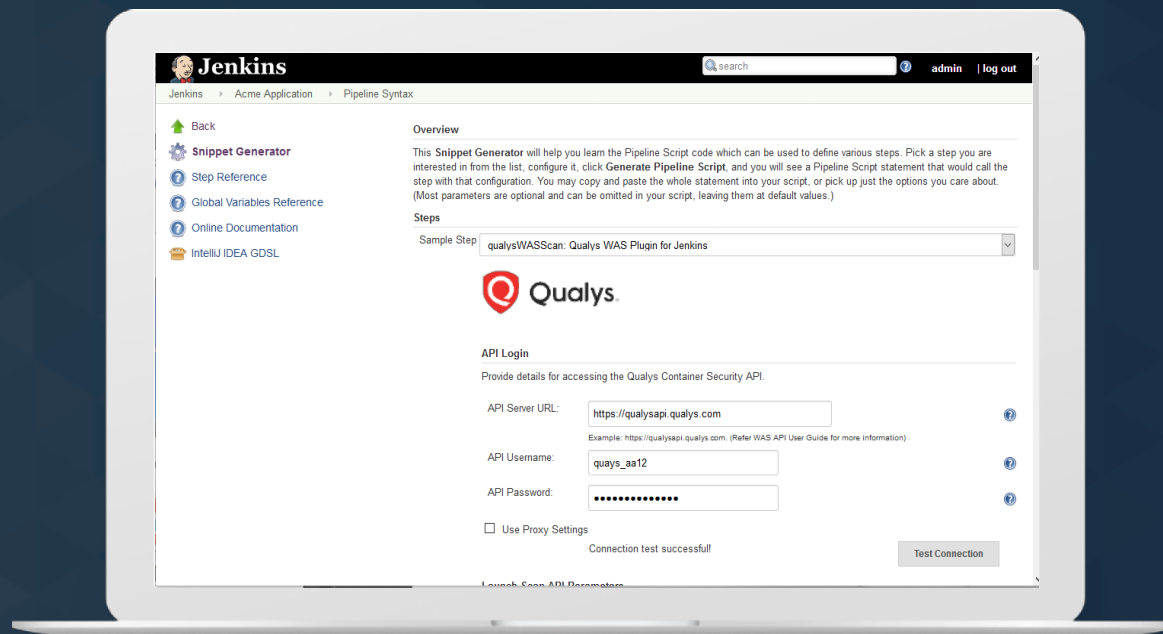 Jenkins
search
admin | log out
Jenkins Acme Application Pipeline Syntax
Back
Snippet Generator
Step Reference
Global Variables Reference
Online Documentation
IntelliJ IDEA GDSL
Overview
This Snippet Generator will help you learn the Pipeline Script code which can be used to define various steps. Pick a step you are
interested in from the list, configure it, click Generate Pipeline Script, and you will see a Pipeline Script statement that would call the
step with that configuration. You may copy and paste the whole statement into your script, or pick up just the options you care about.
(Most parameters are optional and can be omitted in your script, leaving them at default values.)
Steps
Sample Step
qualysWASScan: Qualys WAS Plugin for Jenkins
Qualys.
API Login
Provide details for accessing the Qualys Container Security API.
API Server URL:
https://qualysapi.qualys.com
Example: https://qualysapi.qualys.com. (Refer WAS API User Guide for more information)
API Username:
quays_aa12
API Password:
••••••••••••••
Use Proxy Settings
Connection test successful!
Test Connection
Launch Scan API Parameters